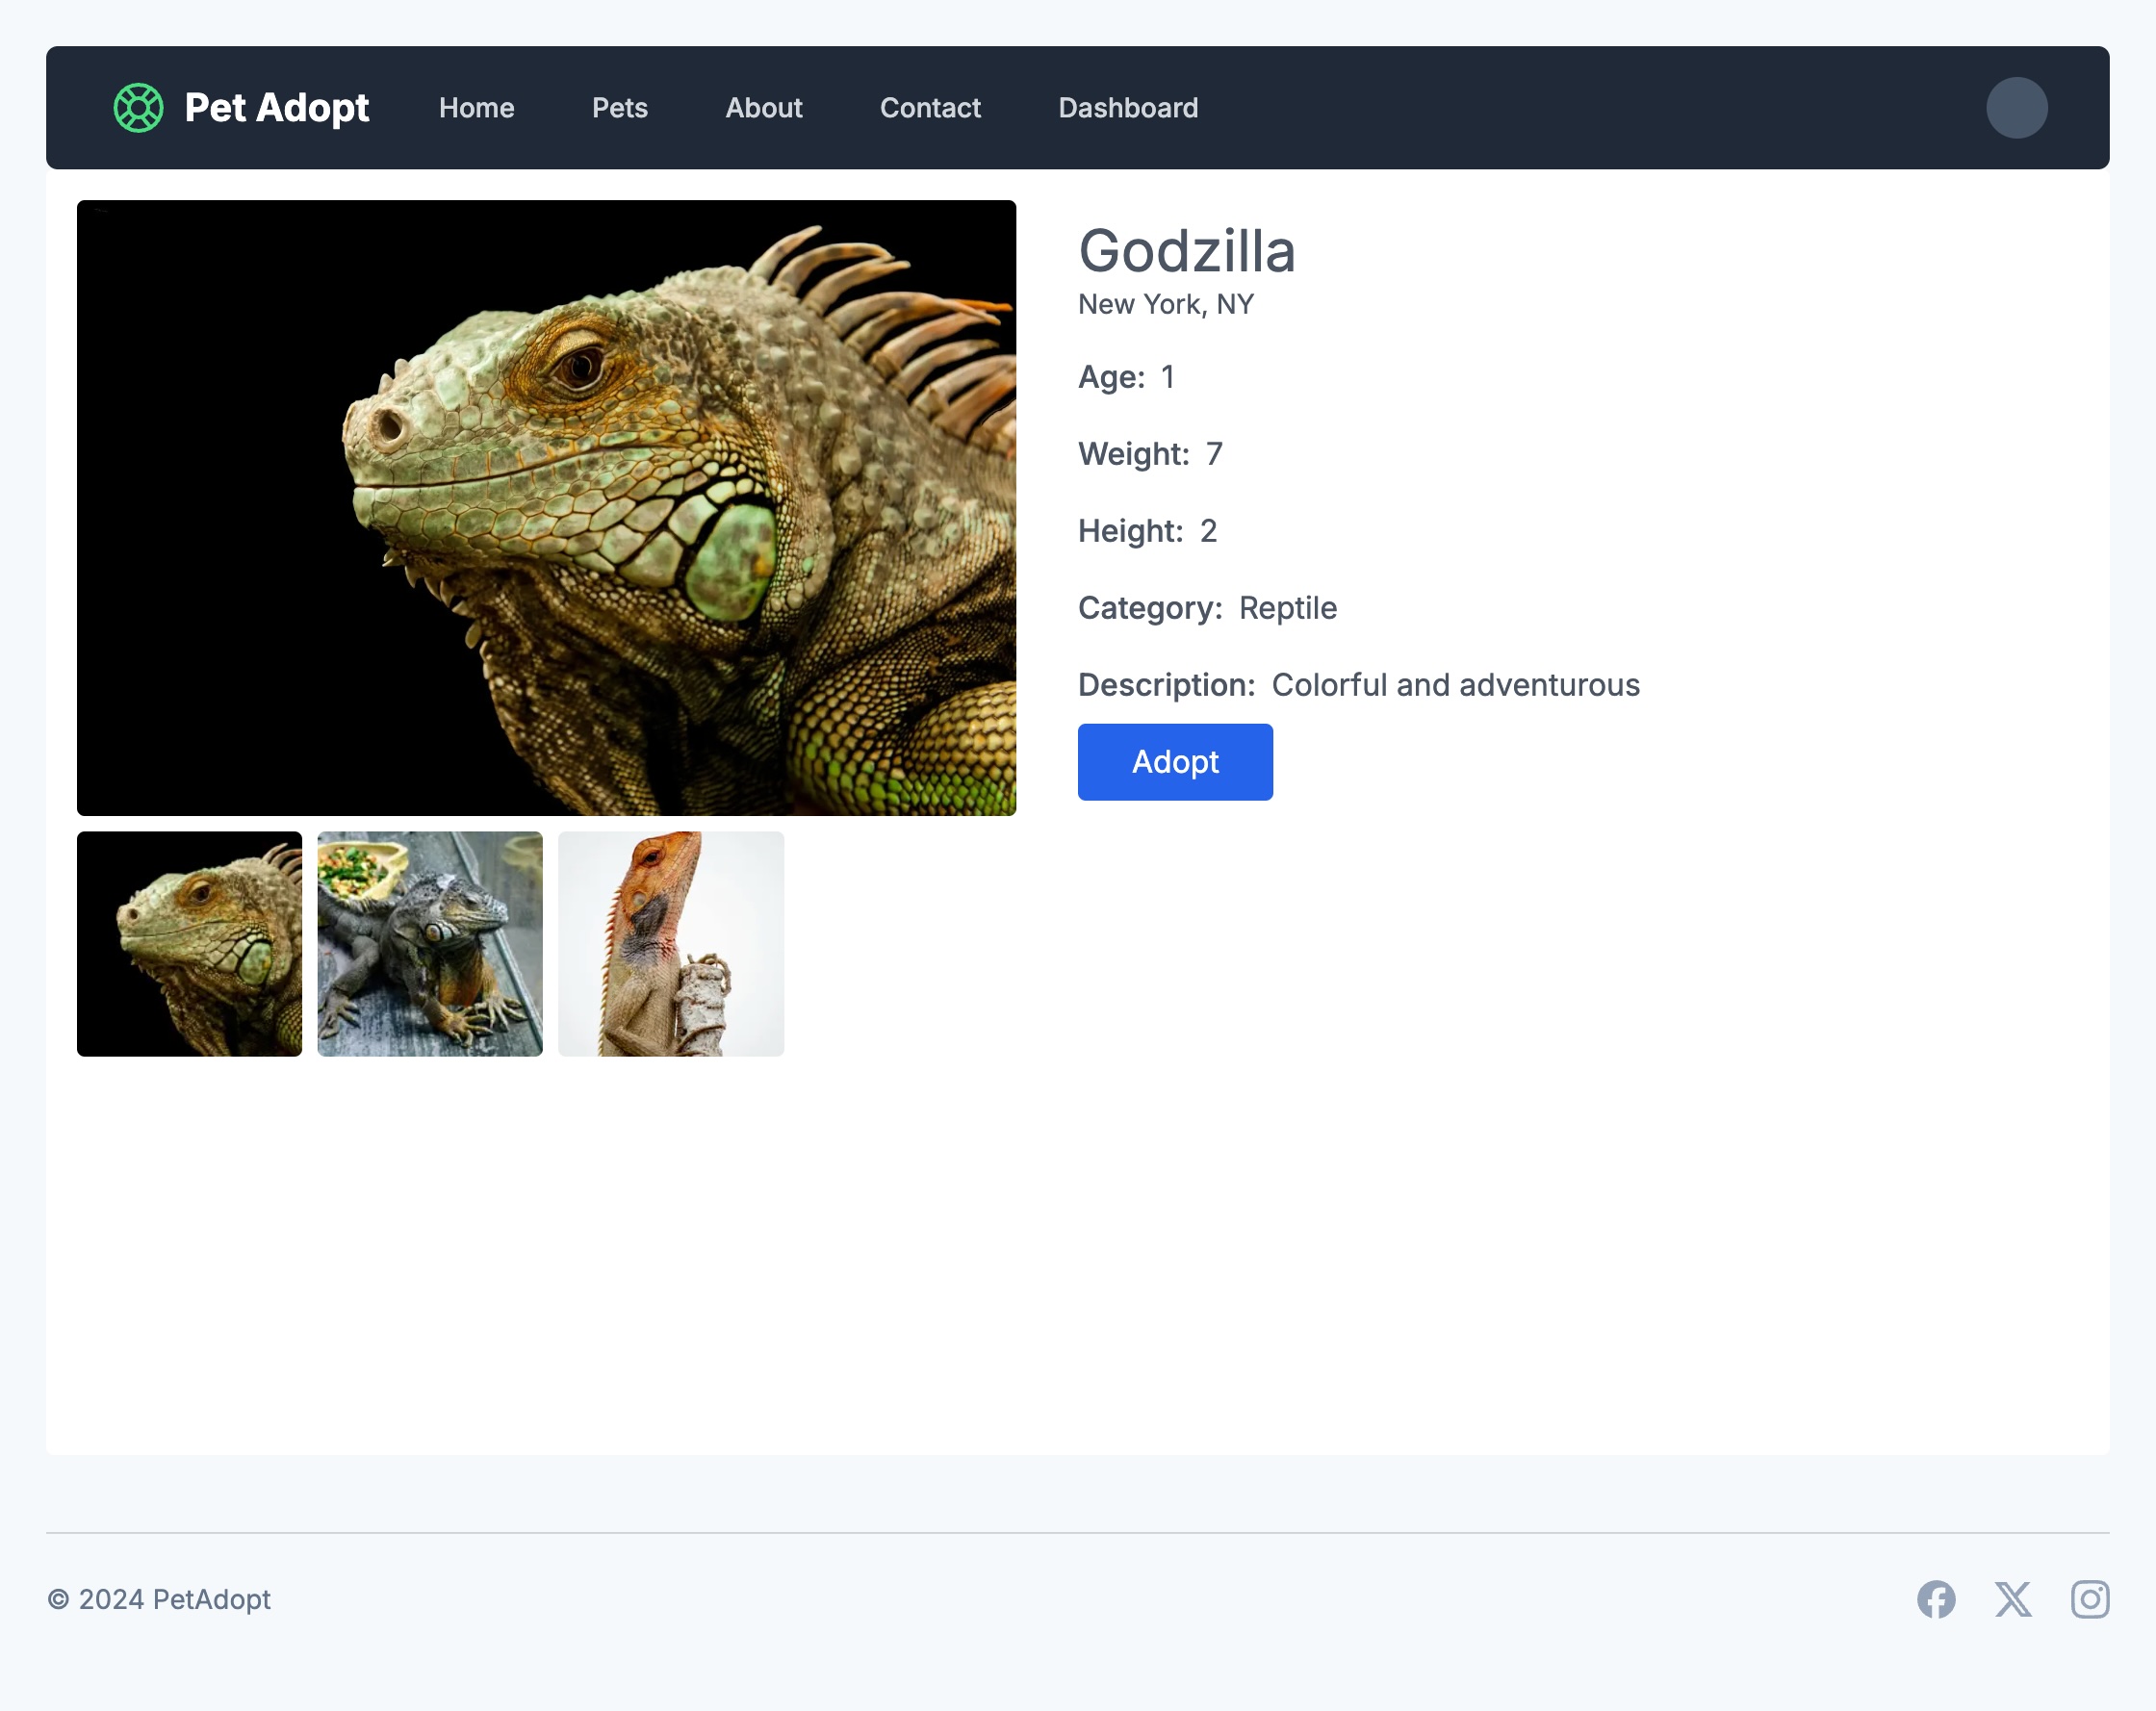 Pet Adopt
Home
Pets
About
Contact
Dashboard
Godzilla
New York, NY
Age: 1
Weight: 7
Height: 2
Category: Reptile
Description: Colorful and adventurous
Adopt
© 2024 PetAdopt